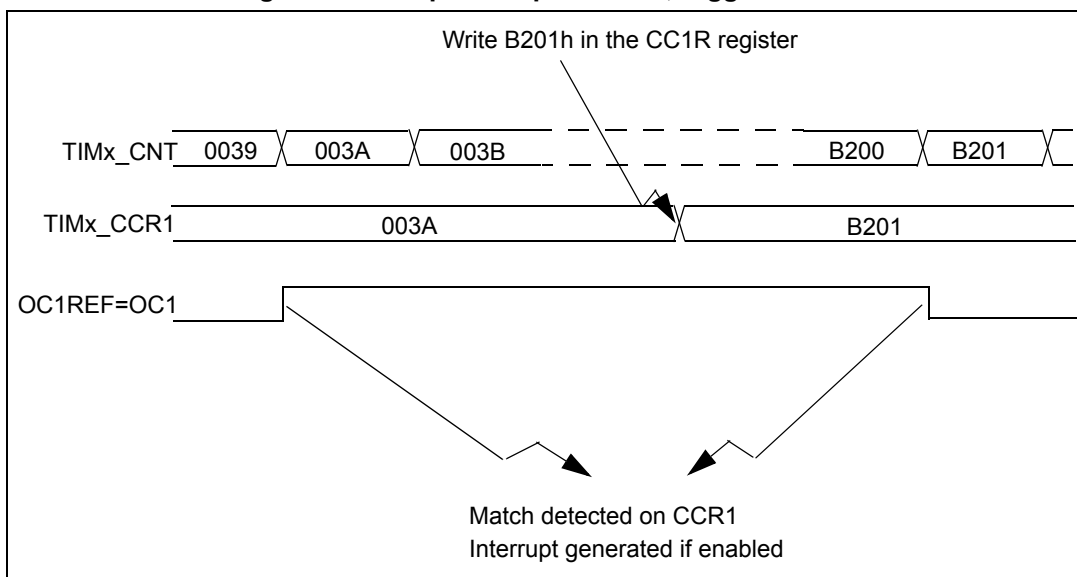 Write B201h in the CC1R register
TIMx_CNT 0039 003A 003B B200 B201
TIMx_CCR1 003A B201
OC1REF=OC1
Match detected on CCR1
Interrupt generated if enabled